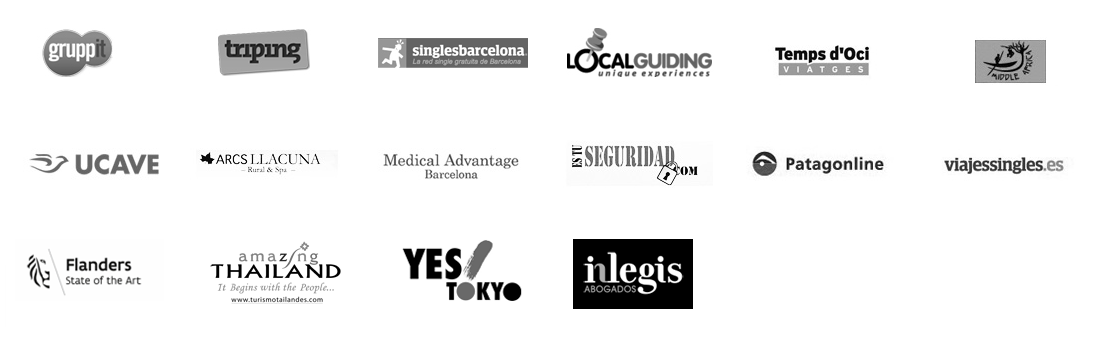 gruppit
triping
singlesbarcelona.
La red single gratuita de Barcelona
LOCALGUIDING
unique experiences
Temps d'Oci
VIATGES
MIDDLE AFRICA
UCAVE
ARCS LLACUNA
– Rural & Spa –
Medical Advantage
Barcelona
ES TU
SEGURIDAD
.COM
Patagonline
viajessingles.es
Flanders
State of the Art
amazing
THAILAND
It Begins with the People...
www.turismotailandes.com
YES!
TOKYO
inlegis
ABOGADOS